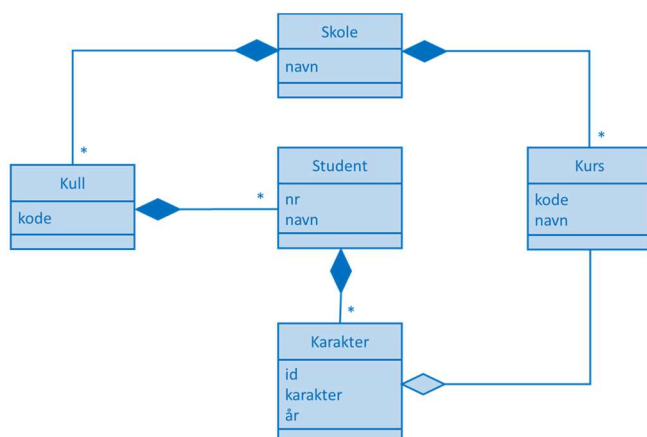 Skole
navn
*
*
Kull
kode
*
Student
nr
navn
Kurs
kode
navn
*
Karakter
id
karakter
år